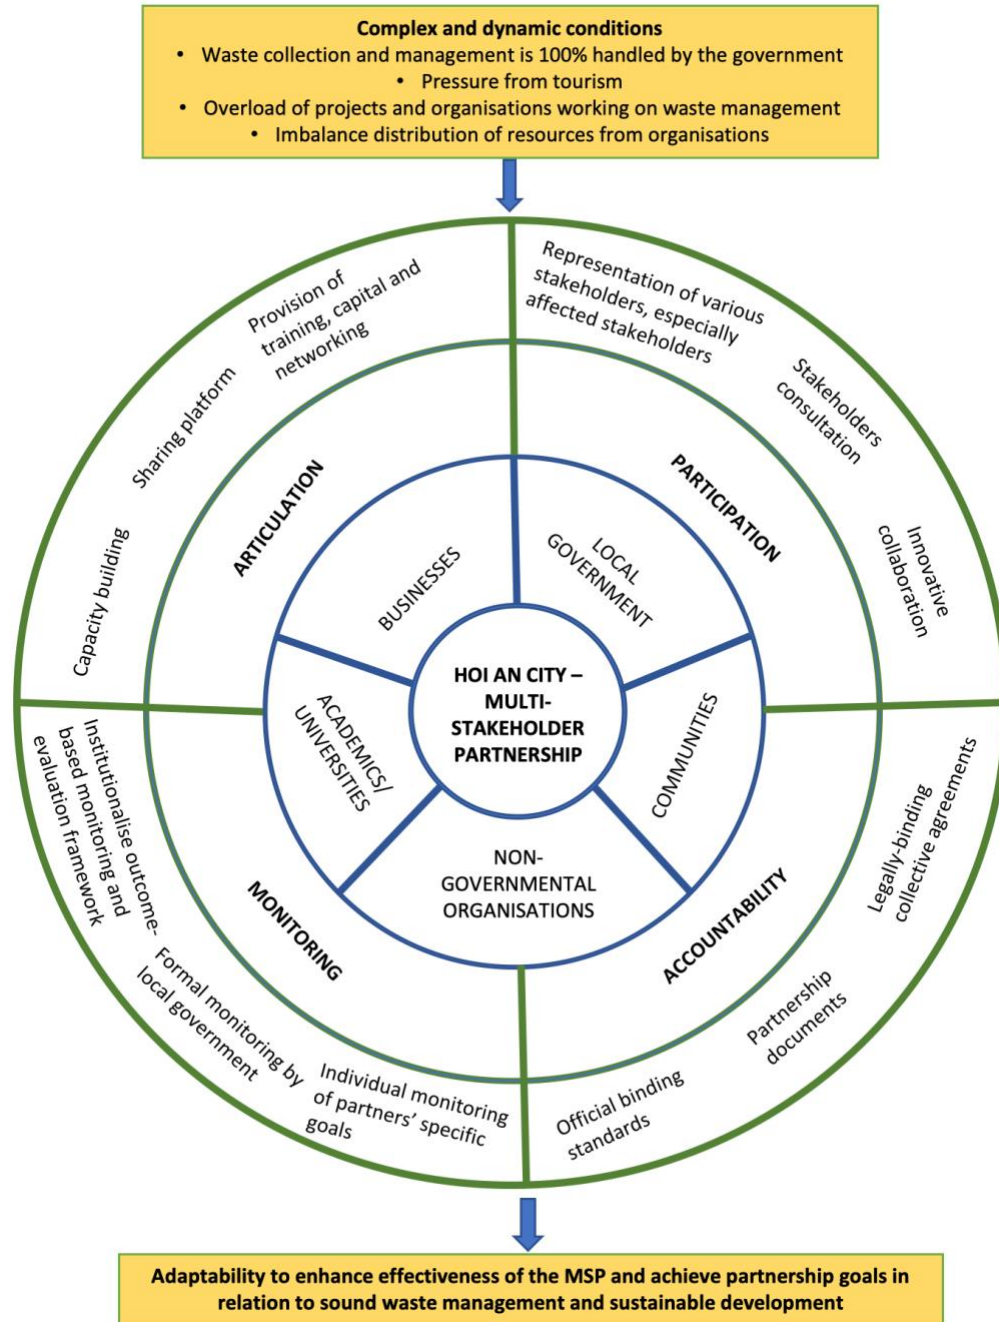 Complex and dynamic conditions
• Waste collection and management is 100% handled by the government
• Pressure from tourism
• Overload of projects and organisations working on waste management
• Imbalance distribution of resources from organisations
Provision of
training, capital and
networking
Sharing platform
Capacity building
Representation of various
stakeholders, especially
affected stakeholders
Stakeholders
consultation
Innovative
collaboration
ARTICULATION
PARTICIPATION
BUSINESSES
LOCAL
GOVERNMENT
HOI AN CITY –
MULTI-
STAKEHOLDER
PARTNERSHIP
ACADEMICS/
UNIVERSITIES
COMMUNITIES
NON-
GOVERNMENTAL
ORGANISATIONS
MONITORING
ACCOUNTABILITY
Institutionalise outcome-
based monitoring and
evaluation framework
Formal monitoring by
local government
Individual monitoring
of partners’ specific
goals
Legally-binding
collective agreements
Partnership
documents
Official binding
standards
Adaptability to enhance effectiveness of the MSP and achieve partnership goals in
relation to sound waste management and sustainable development